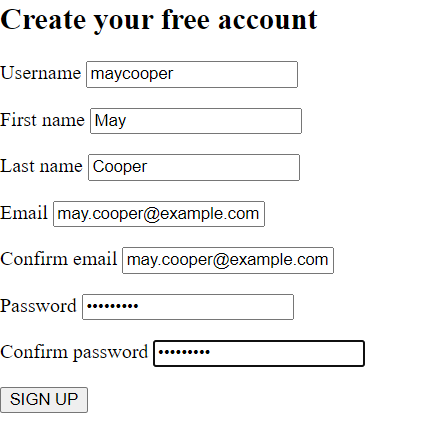 Create your free account
Username maycooper
First name May
Last name Cooper
Email may.cooper@example.com
Confirm email may.cooper@example.com
Password •••••••••
Confirm password •••••••••
SIGN UP